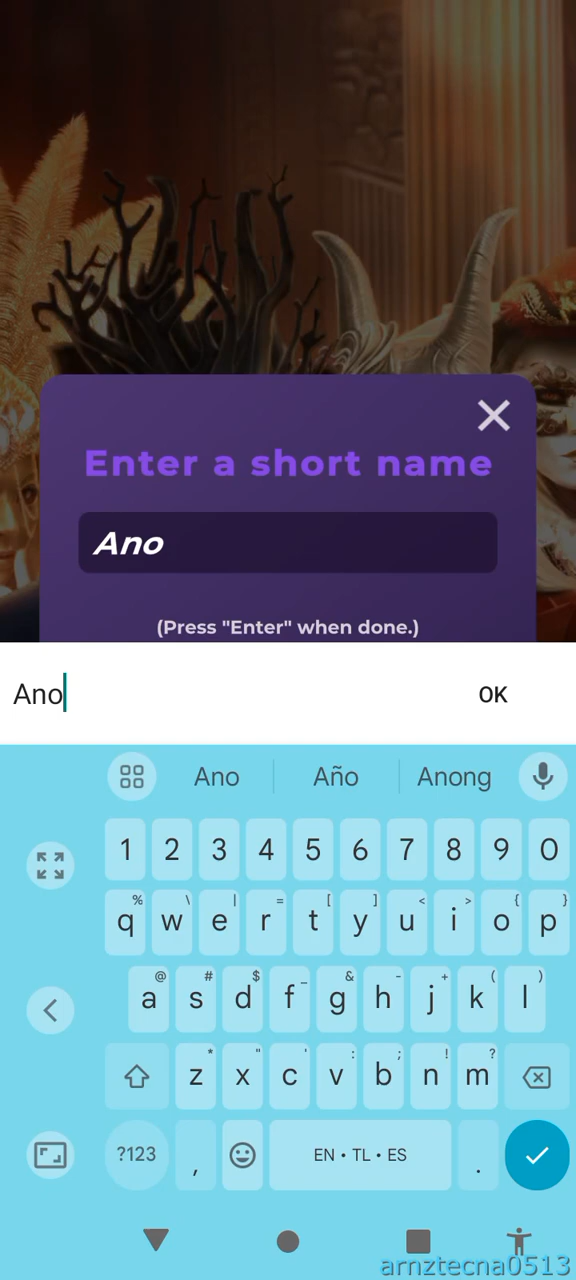 Enter a short name
Ano
(Press "Enter" when done.)
Ano OK
Ano Año Anong
1 2 3 4 5 6 7 8 9 0
% \ | = [ ] < > { }
q w e r t y u i o p
@ # $ _ & - + ( )
a s d f g h j k l
* " ' : ; ! ?
z x c v b n m
?123 , EN • TL • ES .
arnztecna0513